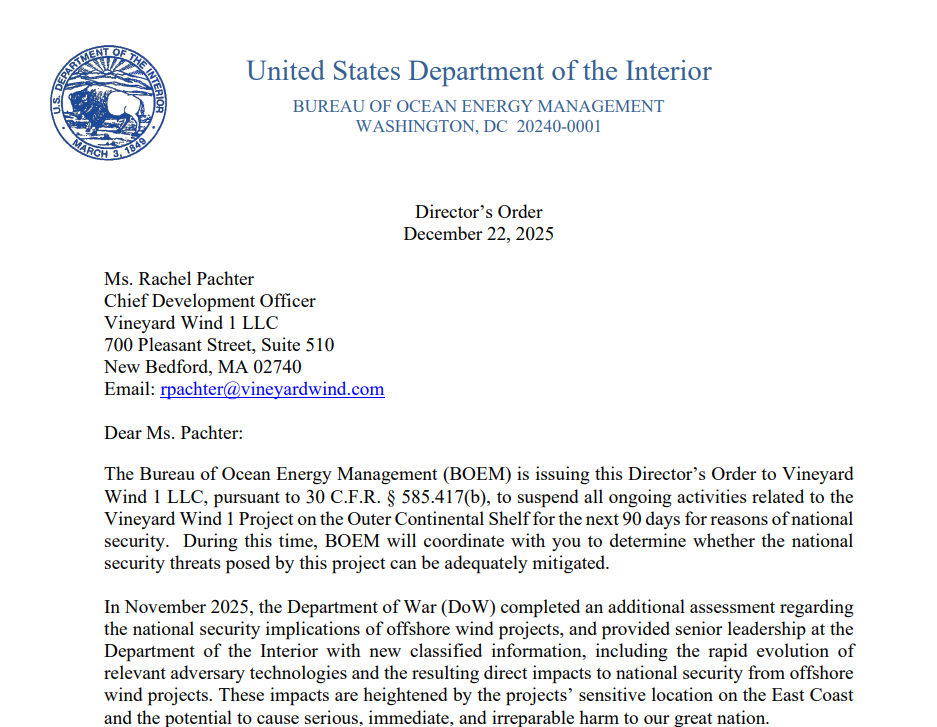 U.S. DEPARTMENT OF THE INTERIOR
MARCH 3, 1849
United States Department of the Interior
BUREAU OF OCEAN ENERGY MANAGEMENT
WASHINGTON, DC 20240-0001
Director’s Order
December 22, 2025
Ms. Rachel Pachter
Chief Development Officer
Vineyard Wind 1 LLC
700 Pleasant Street, Suite 510
New Bedford, MA 02740
Email: rpachter@vineyardwind.com
Dear Ms. Pachter:
The Bureau of Ocean Energy Management (BOEM) is issuing this Director’s Order to Vineyard
Wind 1 LLC, pursuant to 30 C.F.R. § 585.417(b), to suspend all ongoing activities related to the
Vineyard Wind 1 Project on the Outer Continental Shelf for the next 90 days for reasons of national
security.  During this time, BOEM will coordinate with you to determine whether the national
security threats posed by this project can be adequately mitigated.
In November 2025, the Department of War (DoW) completed an additional assessment regarding
the national security implications of offshore wind projects, and provided senior leadership at the
Department of the Interior with new classified information, including the rapid evolution of
relevant adversary technologies and the resulting direct impacts to national security from offshore
wind projects. These impacts are heightened by the projects’ sensitive location on the East Coast
and the potential to cause serious, immediate, and irreparable harm to our great nation.